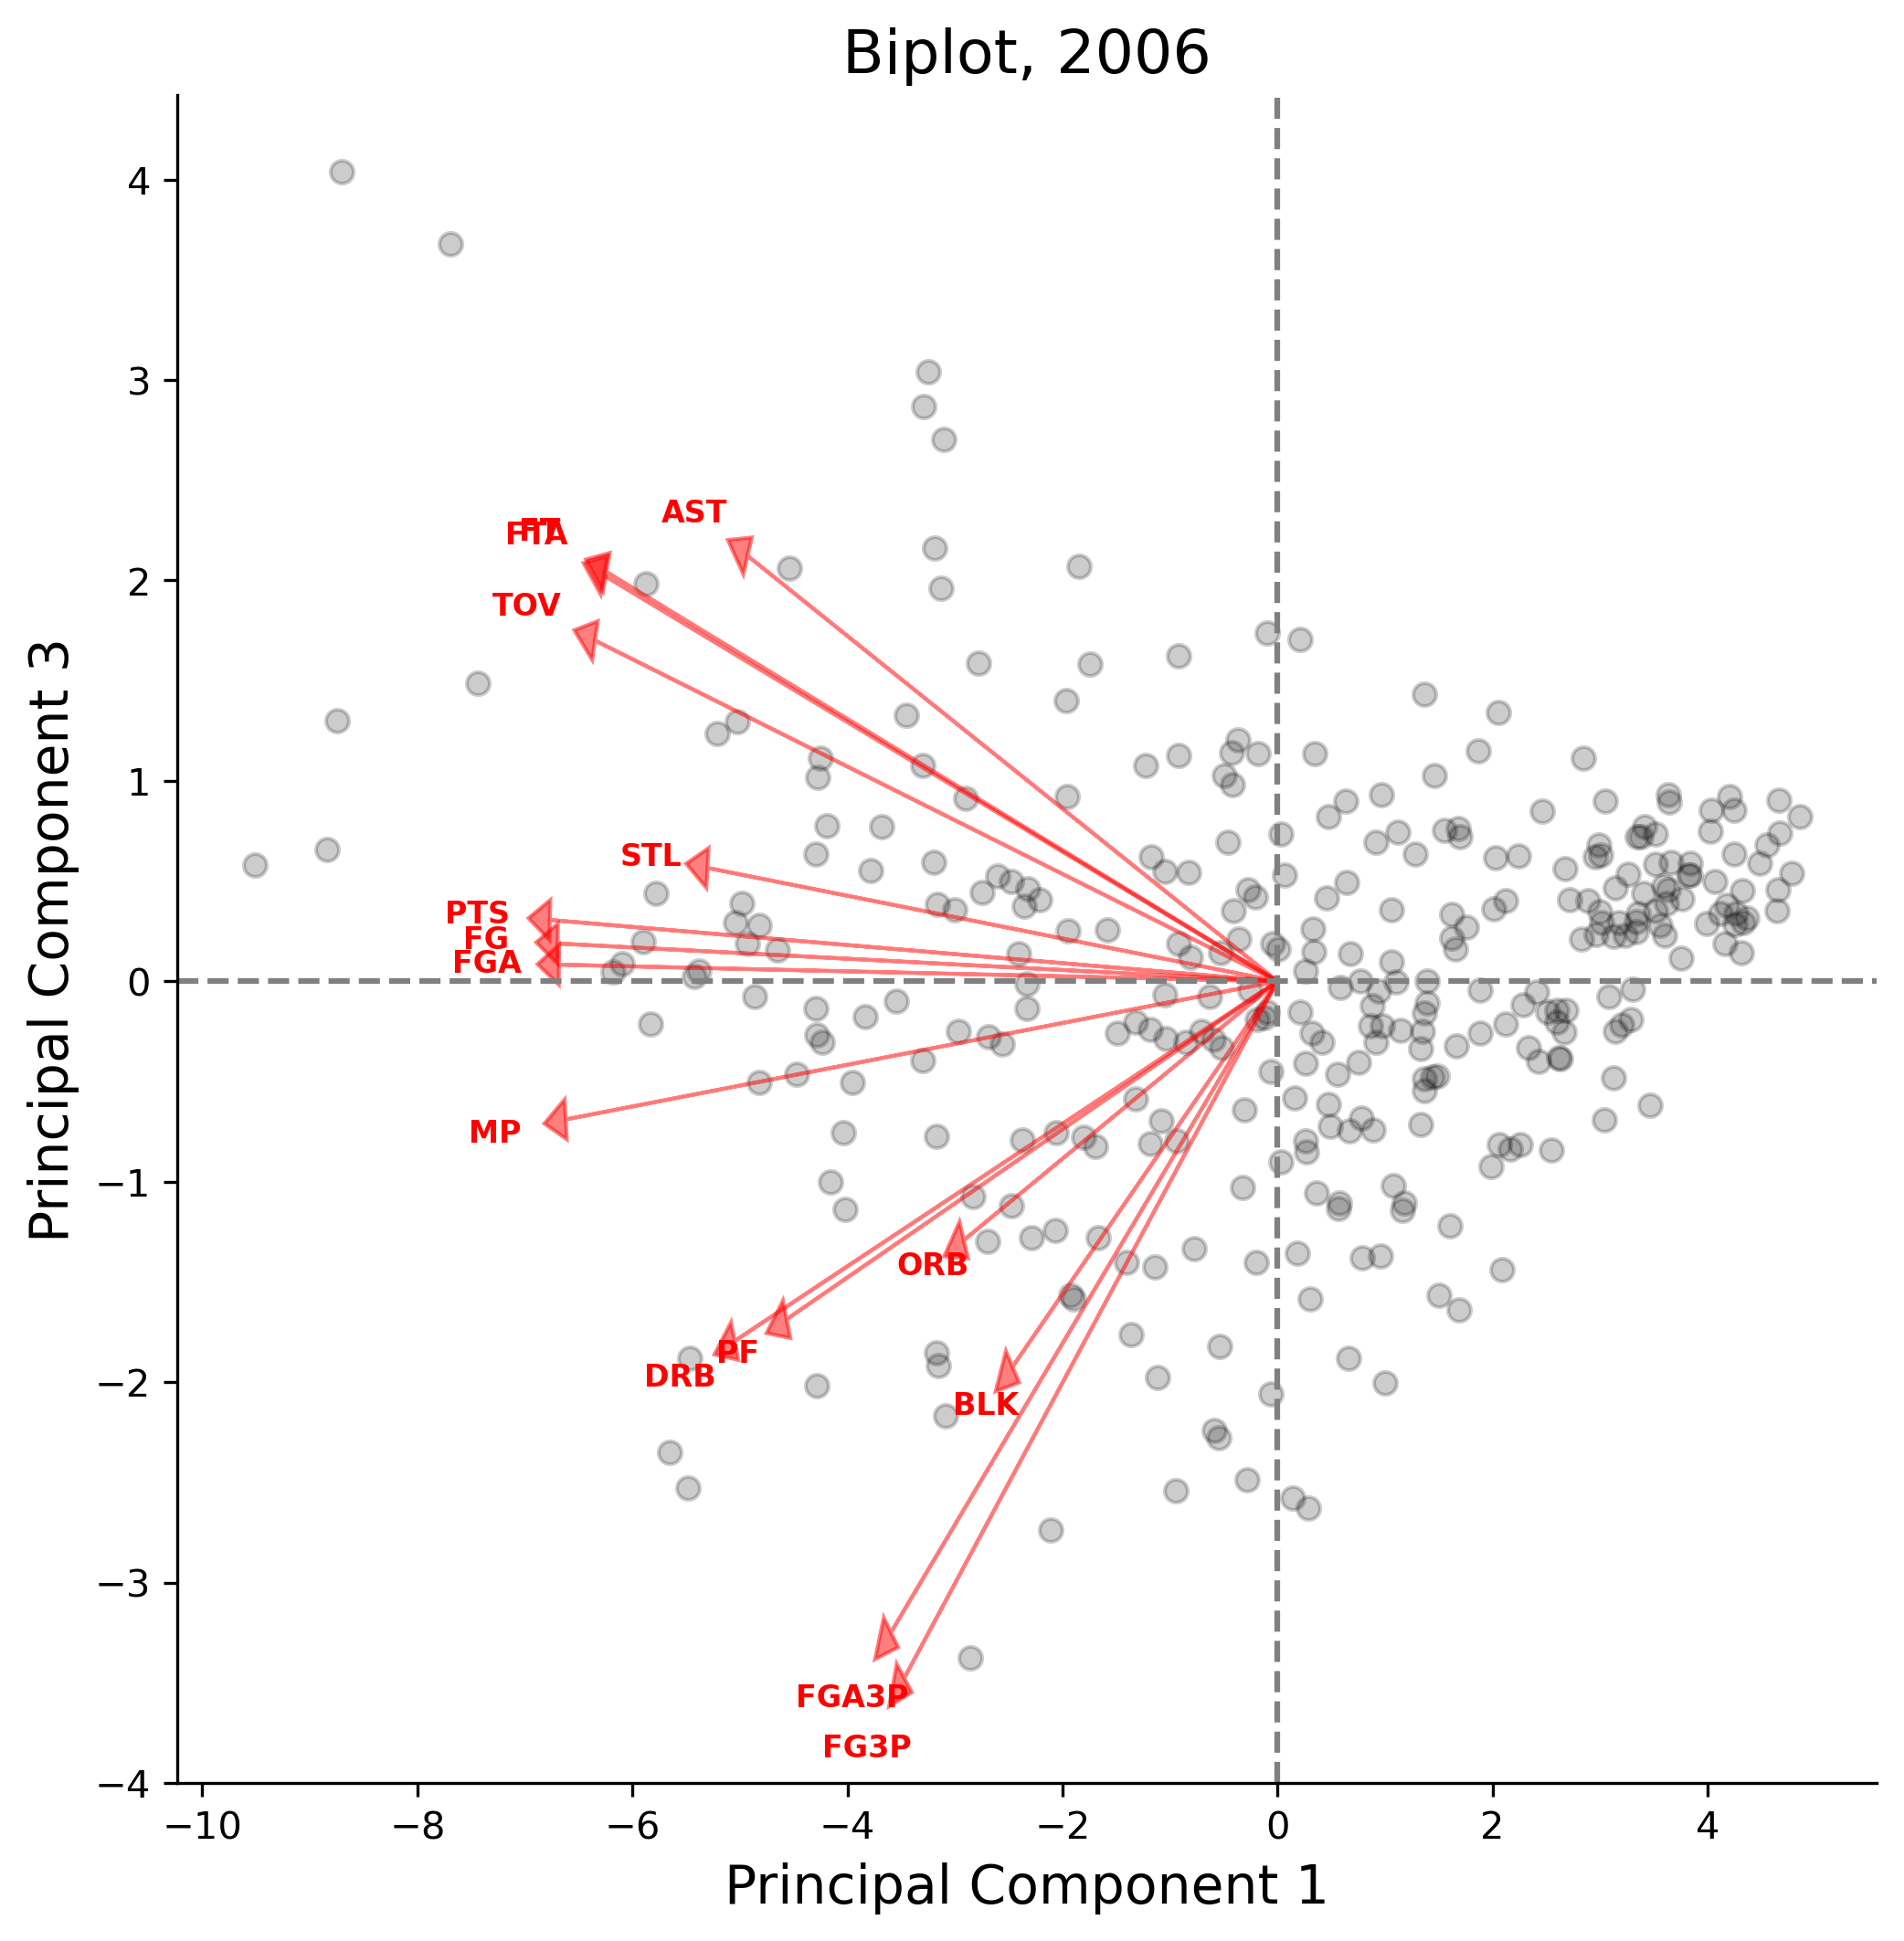 Biplot, 2006
Principal Component 3
4
3
2
1
0
−1
−2
−3
−4
AST
FT
FTA
TOV
STL
PTS
FG
FGA
MP
ORB
PF
DRB
BLK
FGA3P
FG3P
−10 −8 −6 −4 −2 0 2 4
Principal Component 1